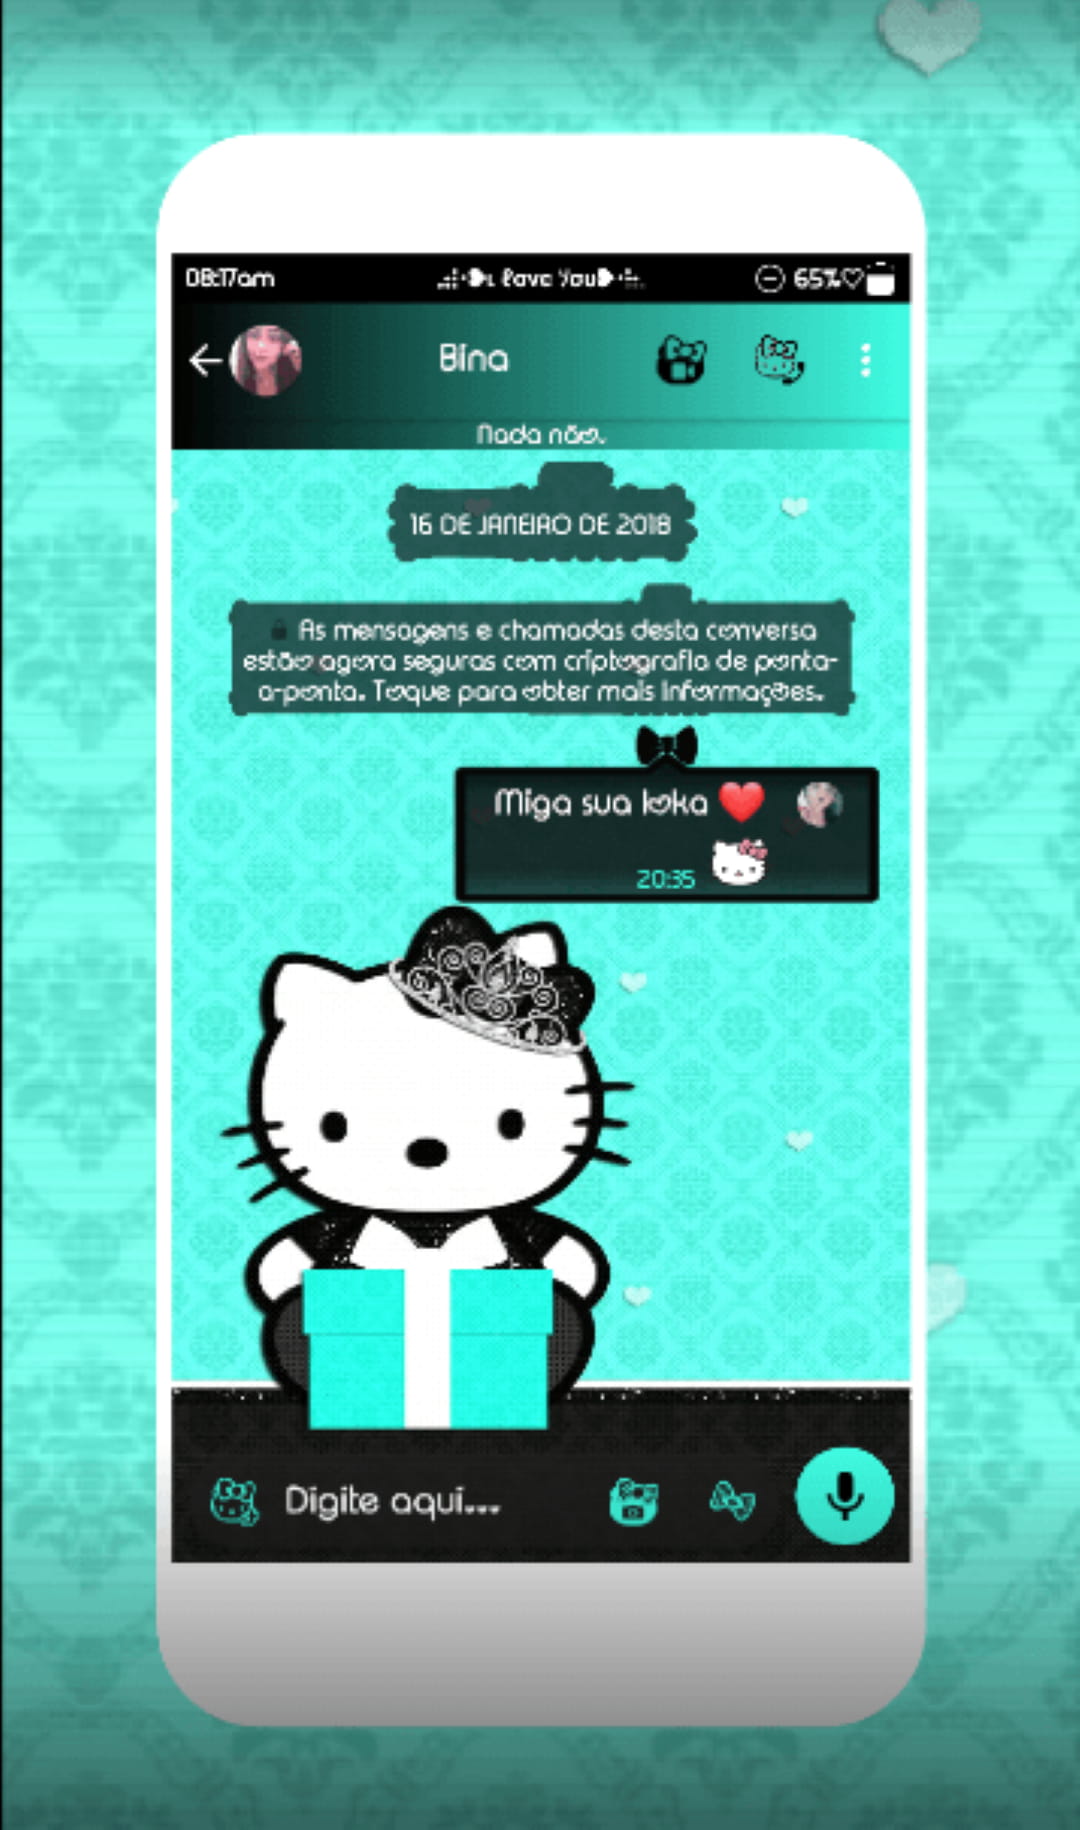 08:17am
I Love You
65%
Bina
Nada não.
16 DE JANEIRO DE 2018
As mensagens e chamadas desta conversa
estão agora seguras com criptografia de ponta-
a-ponta. Toque para obter mais informações.
Miga sua loka ❤️
20:35
Digite aqui...